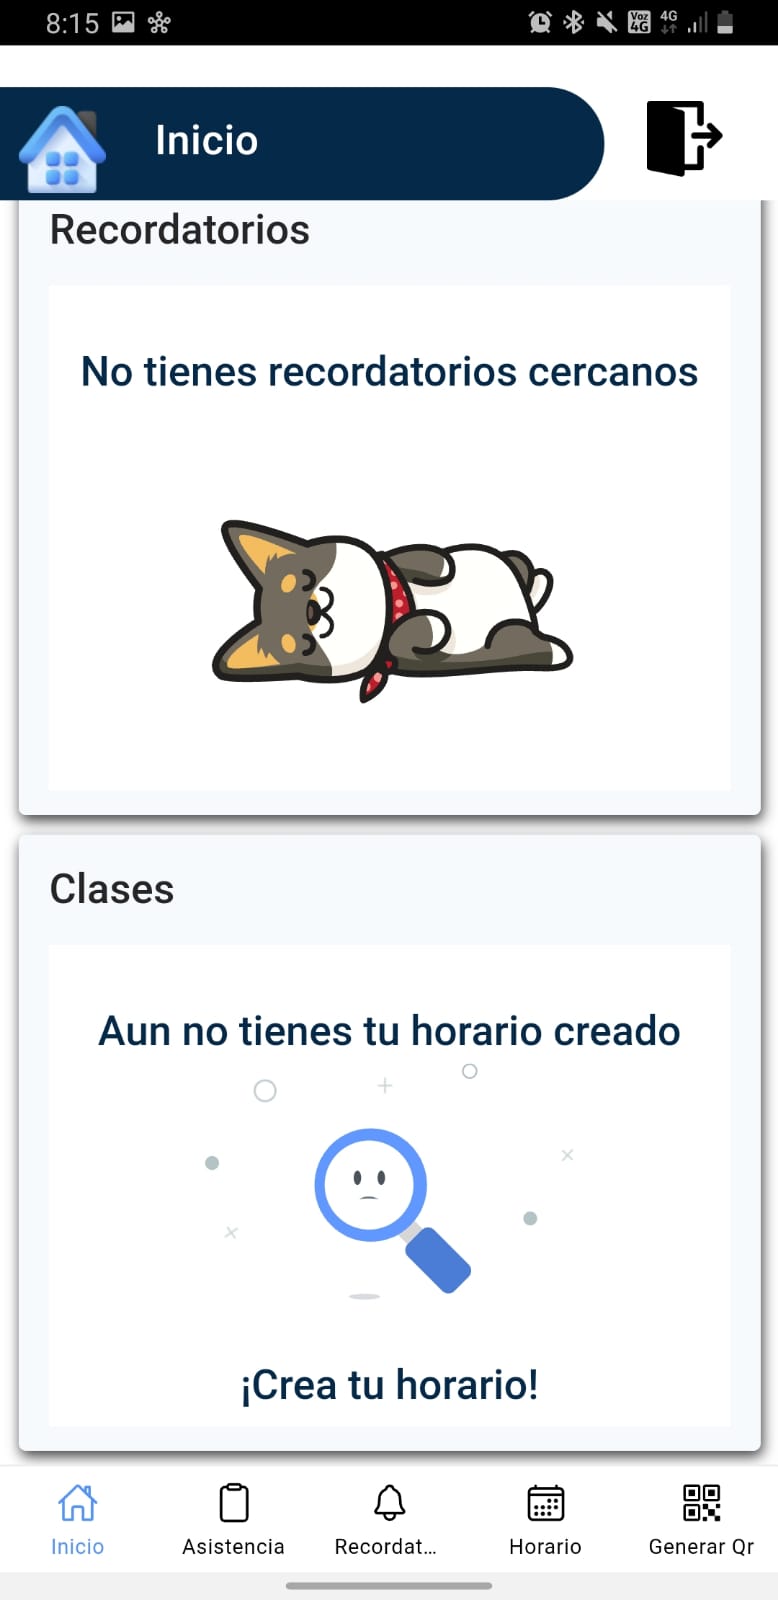 8:15
Voz
4G
4G
Inicio
Recordatorios
No tienes recordatorios cercanos
Clases
Aun no tienes tu horario creado
¡Crea tu horario!
Inicio
Asistencia
Recordat...
Horario
Generar Qr